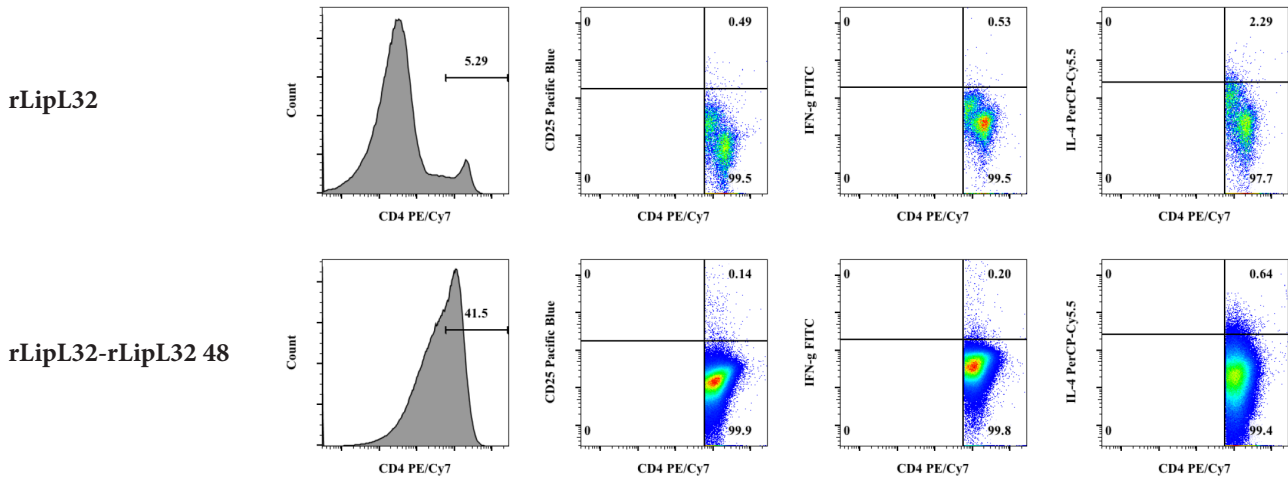 rLipL32
Count
5.29
CD4 PE/Cy7
CD25 Pacific Blue
0
0.49
0
99.5
CD4 PE/Cy7
IFN-g FITC
0
0.53
0
99.5
CD4 PE/Cy7
IL-4 PerCP-Cy5.5
0
2.29
0
97.7
CD4 PE/Cy7
rLipL32-rLipL32 48
Count
41.5
CD4 PE/Cy7
CD25 Pacific Blue
0
0.14
0
99.9
CD4 PE/Cy7
IFN-g FITC
0
0.20
0
99.8
CD4 PE/Cy7
IL-4 PerCP-Cy5.5
0
0.64
0
99.4
CD4 PE/Cy7